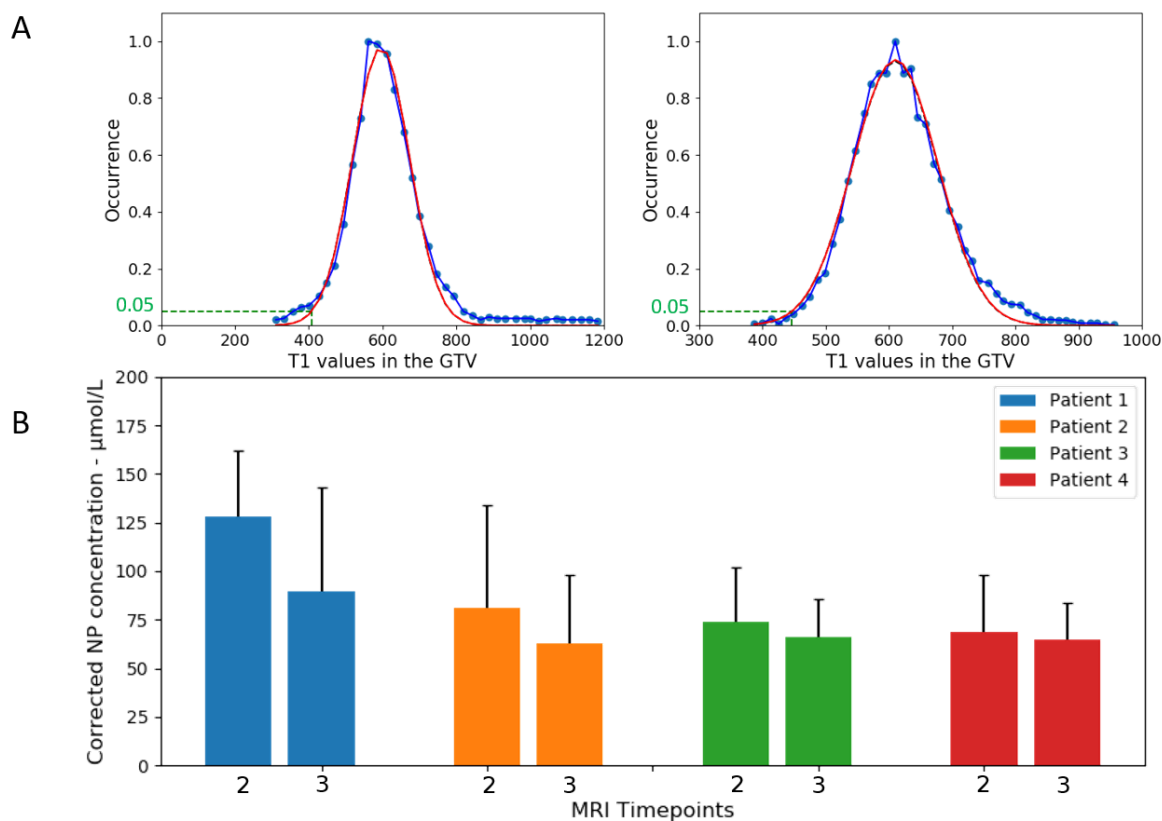 A
Occurrence
1.0
0.8
0.6
0.4
0.2
0.05
0.0
0 200 400 600 800 1000 1200
T1 values in the GTV
Occurrence
1.0
0.8
0.6
0.4
0.2
0.05
0.0
300 400 500 600 700 800 900 1000
T1 values in the GTV
B
Corrected NP concentration - µmol/L
200
175
150
125
100
75
50
25
0
Patient 1
Patient 2
Patient 3
Patient 4
2 3 2 3 2 3 2 3
MRI Timepoints